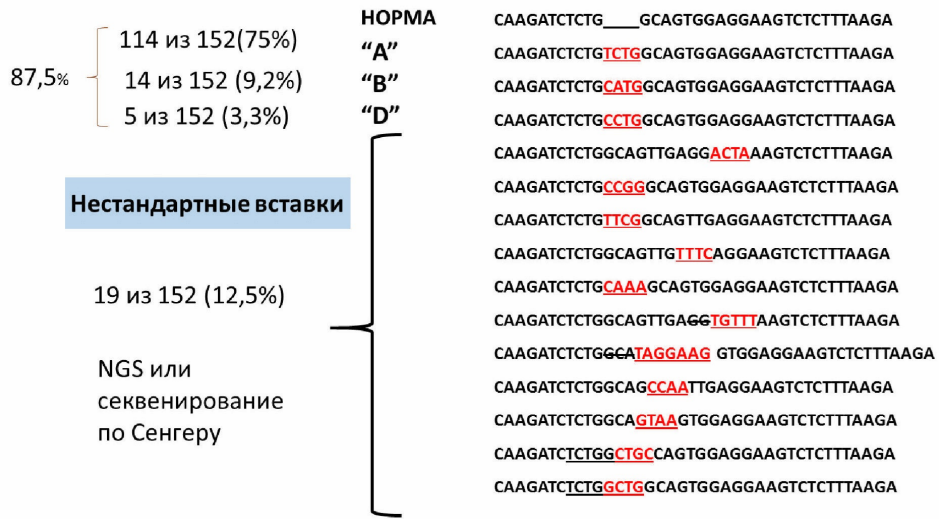 НОРМА CAAGATCTCTG____GCAGTGGAGGAAGTCTCTTTAAGA
114 из 152(75%) “A” CAAGATCTCTGTCTGGCAGTGGAGGAAGTCTCTTTAAGA
87,5% 14 из 152 (9,2%) “B” CAAGATCTCTGCATGGCAGTGGAGGAAGTCTCTTTAAGA
5 из 152 (3,3%) “D” CAAGATCTCTGCCTGGCAGTGGAGGAAGTCTCTTTAAGA
CAAGATCTCTGGCAGTTGAGGACTAAAGTCTCTTTAAGA
Нестандартные вставки CAAGATCTCTGCCGGGCAGTGGAGGAAGTCTCTTTAAGA
CAAGATCTCTGTTCGGCAGTTGAGGAAGTCTCTTTAAGA
CAAGATCTCTGGCAGTTGTTTCAGGAAGTCTCTTTAAGA
19 из 152 (12,5%) CAAGATCTCTGCAAAGCAGTGGAGGAAGTCTCTTTAAGA
CAAGATCTCTGGCAGTTGAGGTGTTTAAGTCTCTTTAAGA
CAAGATCTCTGGCATAGGAAG GTGGAGGAAGTCTCTTTAAGA
NGS или
секвенирование CAAGATCTCTGGCAGCCAATTGAGGAAGTCTCTTTAAGA
по Сенгеру CAAGATCTCTGGCAGTAAGTGGAGGAAGTCTCTTTAAGA
CAAGATCTCTGGCTGCCAGTGGAGGAAGTCTCTTTAAGA
CAAGATCTCTGGCTGGCAGTGGAGGAAGTCTCTTTAAGA